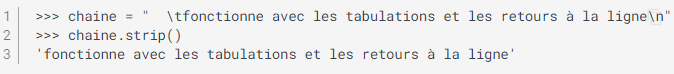 1 >>> chaine = "  \tfonctionne avec les tabulations et les retours à la ligne\n"
2 >>> chaine.strip()
3 'fonctionne avec les tabulations et les retours à la ligne'